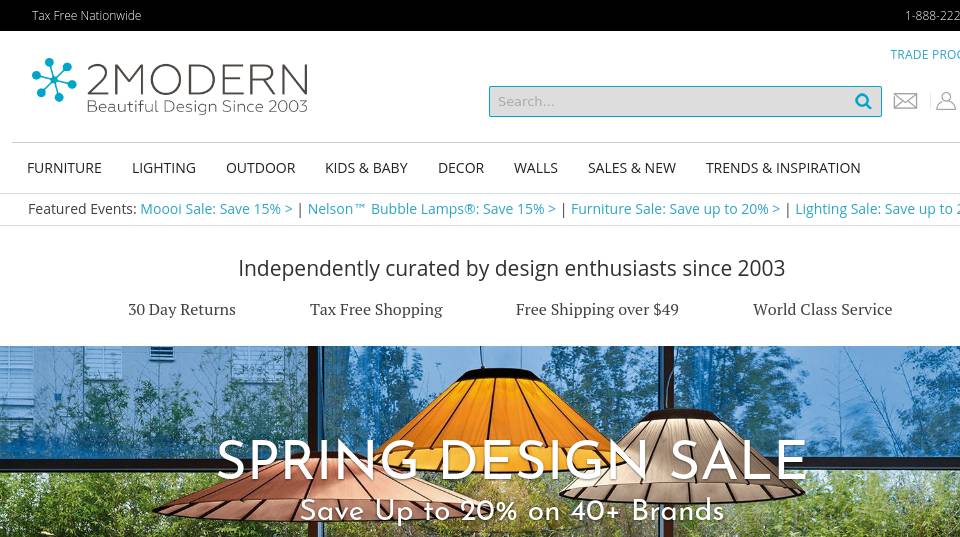 Tax Free Nationwide
1-888-222
TRADE PROG
2MODERN
Beautiful Design Since 2003
Search...
FURNITURE LIGHTING OUTDOOR KIDS & BABY DECOR WALLS SALES & NEW TRENDS & INSPIRATION
Featured Events: Moooi Sale: Save 15% > | Nelson™ Bubble Lamps®: Save 15% > | Furniture Sale: Save up to 20% > | Lighting Sale: Save up to 2
Independently curated by design enthusiasts since 2003
30 Day Returns Tax Free Shopping Free Shipping over $49 World Class Service
SPRING DESIGN SALE
Save Up to 20% on 40+ Brands